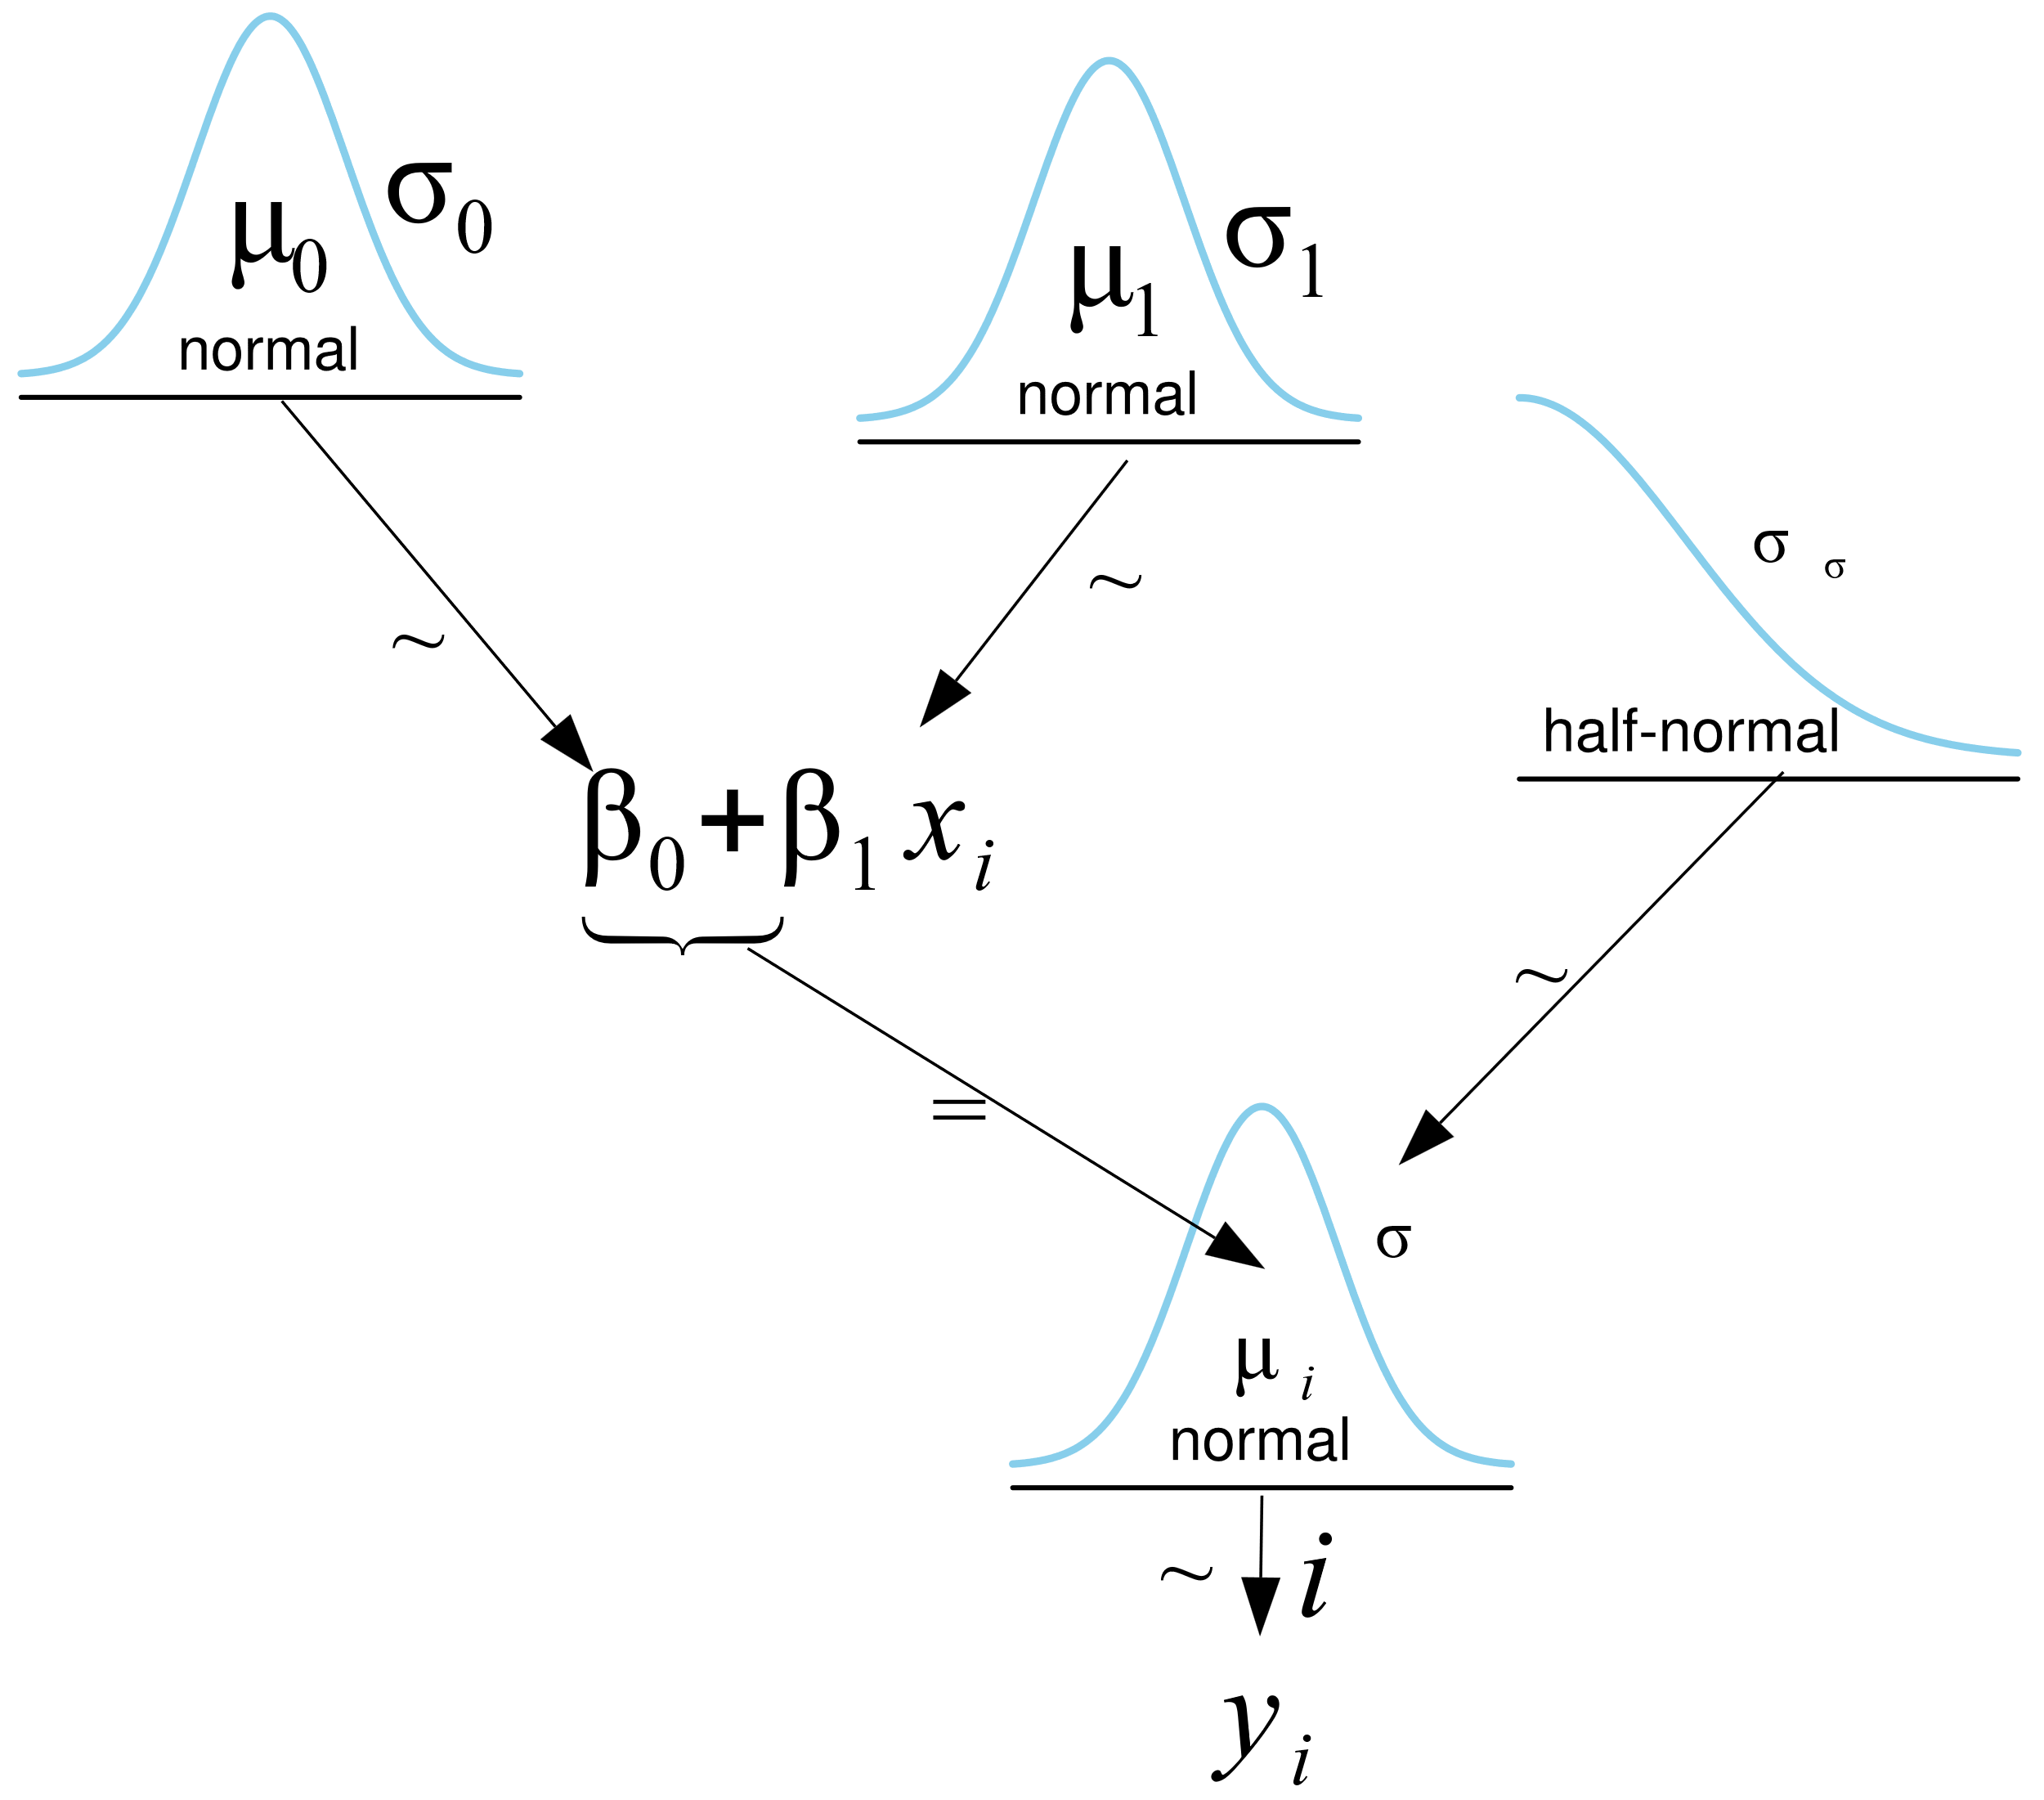 μ0 σ0
normal
μ1 σ1
normal
σ σ
half-normal
~
~
β0+β1 xi
~
=
σ
μ i
normal
~ i
yi